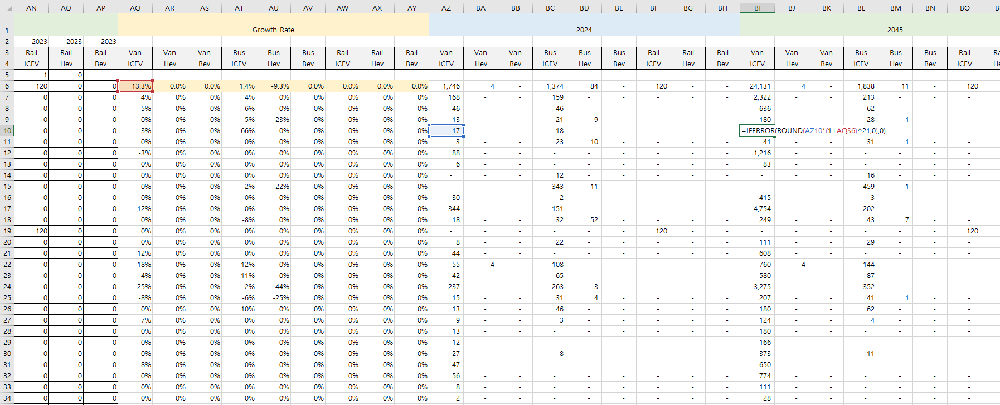 AN AO AP AQ AR AS AT AU AV AW AX AY AZ BA BB BC BD BE BF BG BH BI BJ BK BL BM BN BO
1 Growth Rate 2024 2045
2 2023 2023 2023
3 Rail Rail Rail Van Van Van Bus Bus Bus Rail Rail Rail Van Van Van Bus Bus Bus Rail Rail Rail Van Van Van Bus Bus Bus Rail Ra
4 ICEV Hev Bev ICEV Hev Bev ICEV Hev Bev ICEV Hev Bev ICEV Hev Bev ICEV Hev Bev ICEV Hev Bev ICEV Hev Bev ICEV Hev Bev ICEV He
5 1 0
6 120 0 0 13.3% 0.0% 0.0% 1.4% -9.3% 0.0% 0.0% 0.0% 0.0% 1,746 4 - 1,374 84 - 120 - - 24,131 4 - 1,838 11 - 120
7 0 0 0 4% 0% 0% 4% 0% 0% 0% 0% 0% 168 - - 159 - - - - - 2,322 - - 213 - - -
8 0 0 0 -5% 0% 0% 6% 0% 0% 0% 0% 0% 46 - - 46 - - - - - 636 - - 62 - - -
9 0 0 0 0% 0% 0% 5% -23% 0% 0% 0% 0% 13 - - 21 9 - - - - 180 - - 28 1 - -
10 0 0 0 -3% 0% 0% 66% 0% 0% 0% 0% 0% 17 - - 18 - - - - - =IFERROR(ROUND(AZ10*(1+AQ$6)^21,0),0) - - -
11 0 0 0 0% 0% 0% 0% 0% 0% 0% 0% 0% 3 - - 23 10 - - - - 41 - - 31 1 - -
12 0 0 0 -3% 0% 0% 0% 0% 0% 0% 0% 0% 88 - - - - - - - - 1,216 - - - - - -
13 0 0 0 0% 0% 0% 0% 0% 0% 0% 0% 0% 6 - - - - - - - - 83 - - - - - -
14 0 0 0 0% 0% 0% 0% 0% 0% 0% 0% 0% - - - 12 - - - - - - - - 16 - - -
15 0 0 0 0% 0% 0% 2% 22% 0% 0% 0% 0% - - - 343 11 - - - - - - - 459 1 - -
16 0 0 0 0% 0% 0% 0% 0% 0% 0% 0% 0% 30 - - 2 - - - - - 415 - - 3 - - -
17 0 0 0 -12% 0% 0% 0% 0% 0% 0% 0% 0% 344 - - 151 - - - - - 4,754 - - 202 - - -
18 0 0 0 0% 0% 0% -8% 0% 0% 0% 0% 0% 18 - - 32 52 - - - - 249 - - 43 7 - -
19 120 0 0 0% 0% 0% 0% 0% 0% 0% 0% 0% - - - - - - 120 - - - - - - - - 120
20 0 0 0 0% 0% 0% 0% 0% 0% 0% 0% 0% 8 - - 22 - - - - - 111 - - 29 - - -
21 0 0 0 12% 0% 0% 0% 0% 0% 0% 0% 0% 44 - - - - - - - - 608 - - - - - -
22 0 0 0 18% 0% 0% 12% 0% 0% 0% 0% 0% 55 4 - 108 - - - - - 760 4 - 144 - - -
23 0 0 0 4% 0% 0% -11% 0% 0% 0% 0% 0% 42 - - 65 - - - - - 580 - - 87 - - -
24 0 0 0 25% 0% 0% -2% -44% 0% 0% 0% 0% 237 - - 263 3 - - - - 3,275 - - 352 - - -
25 0 0 0 -8% 0% 0% -6% -25% 0% 0% 0% 0% 15 - - 31 4 - - - - 207 - - 41 1 - -
26 0 0 0 0% 0% 0% 10% 0% 0% 0% 0% 0% 13 - - 46 - - - - - 180 - - 62 - - -
27 0 0 0 7% 0% 0% 0% 0% 0% 0% 0% 0% 9 - - 3 - - - - - 124 - - 4 - - -
28 0 0 0 0% 0% 0% 0% 0% 0% 0% 0% 0% 13 - - - - - - - - 180 - - - - - -
29 0 0 0 0% 0% 0% 0% 0% 0% 0% 0% 0% 12 - - - - - - - - 166 - - - - - -
30 0 0 0 0% 0% 0% 0% 0% 0% 0% 0% 0% 27 - - 8 - - - - - 373 - - 11 - - -
31 0 0 0 8% 0% 0% 0% 0% 0% 0% 0% 0% 47 - - - - - - - - 650 - - - - - -
32 0 0 0 0% 0% 0% 0% 0% 0% 0% 0% 0% 56 - - - - - - - - 774 - - - - - -
33 0 0 0 0% 0% 0% 0% 0% 0% 0% 0% 0% 8 - - - - - - - - 111 - - - - - -
34 0 0 0 0% 0% 0% 0% 0% 0% 0% 0% 0% 2 - - - - - - - - 28 - - - - - -